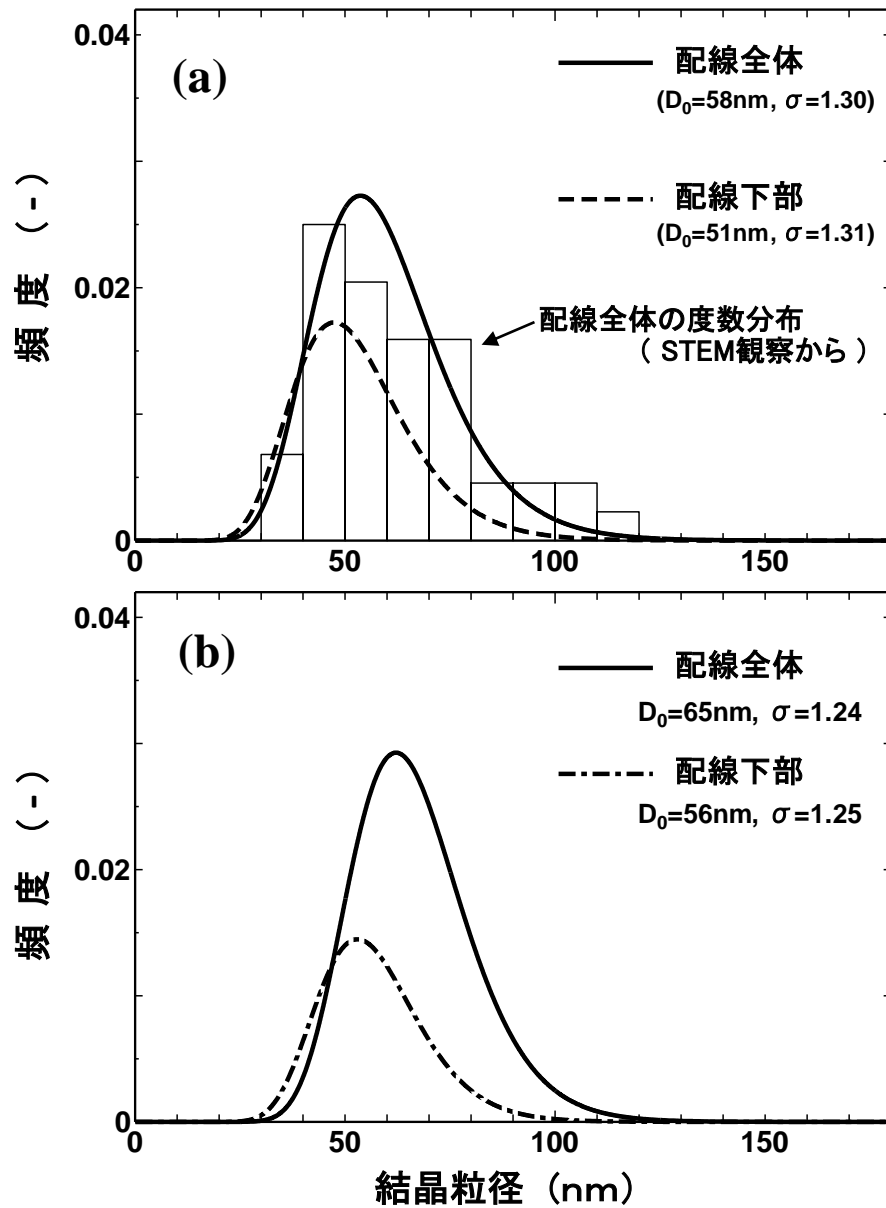 0.04
(a)
配線全体
(D0=58nm, σ=1.30)
配線下部
(D0=51nm, σ=1.31)
0.02
配線全体の度数分布
( STEM観察から )
頻 度 ( - )
0
0 50 100 150
0.04
(b)
配線全体
D0=65nm, σ=1.24
配線下部
D0=56nm, σ=1.25
0.02
頻 度 ( - )
0
0 50 100 150
結晶粒径 (nm)